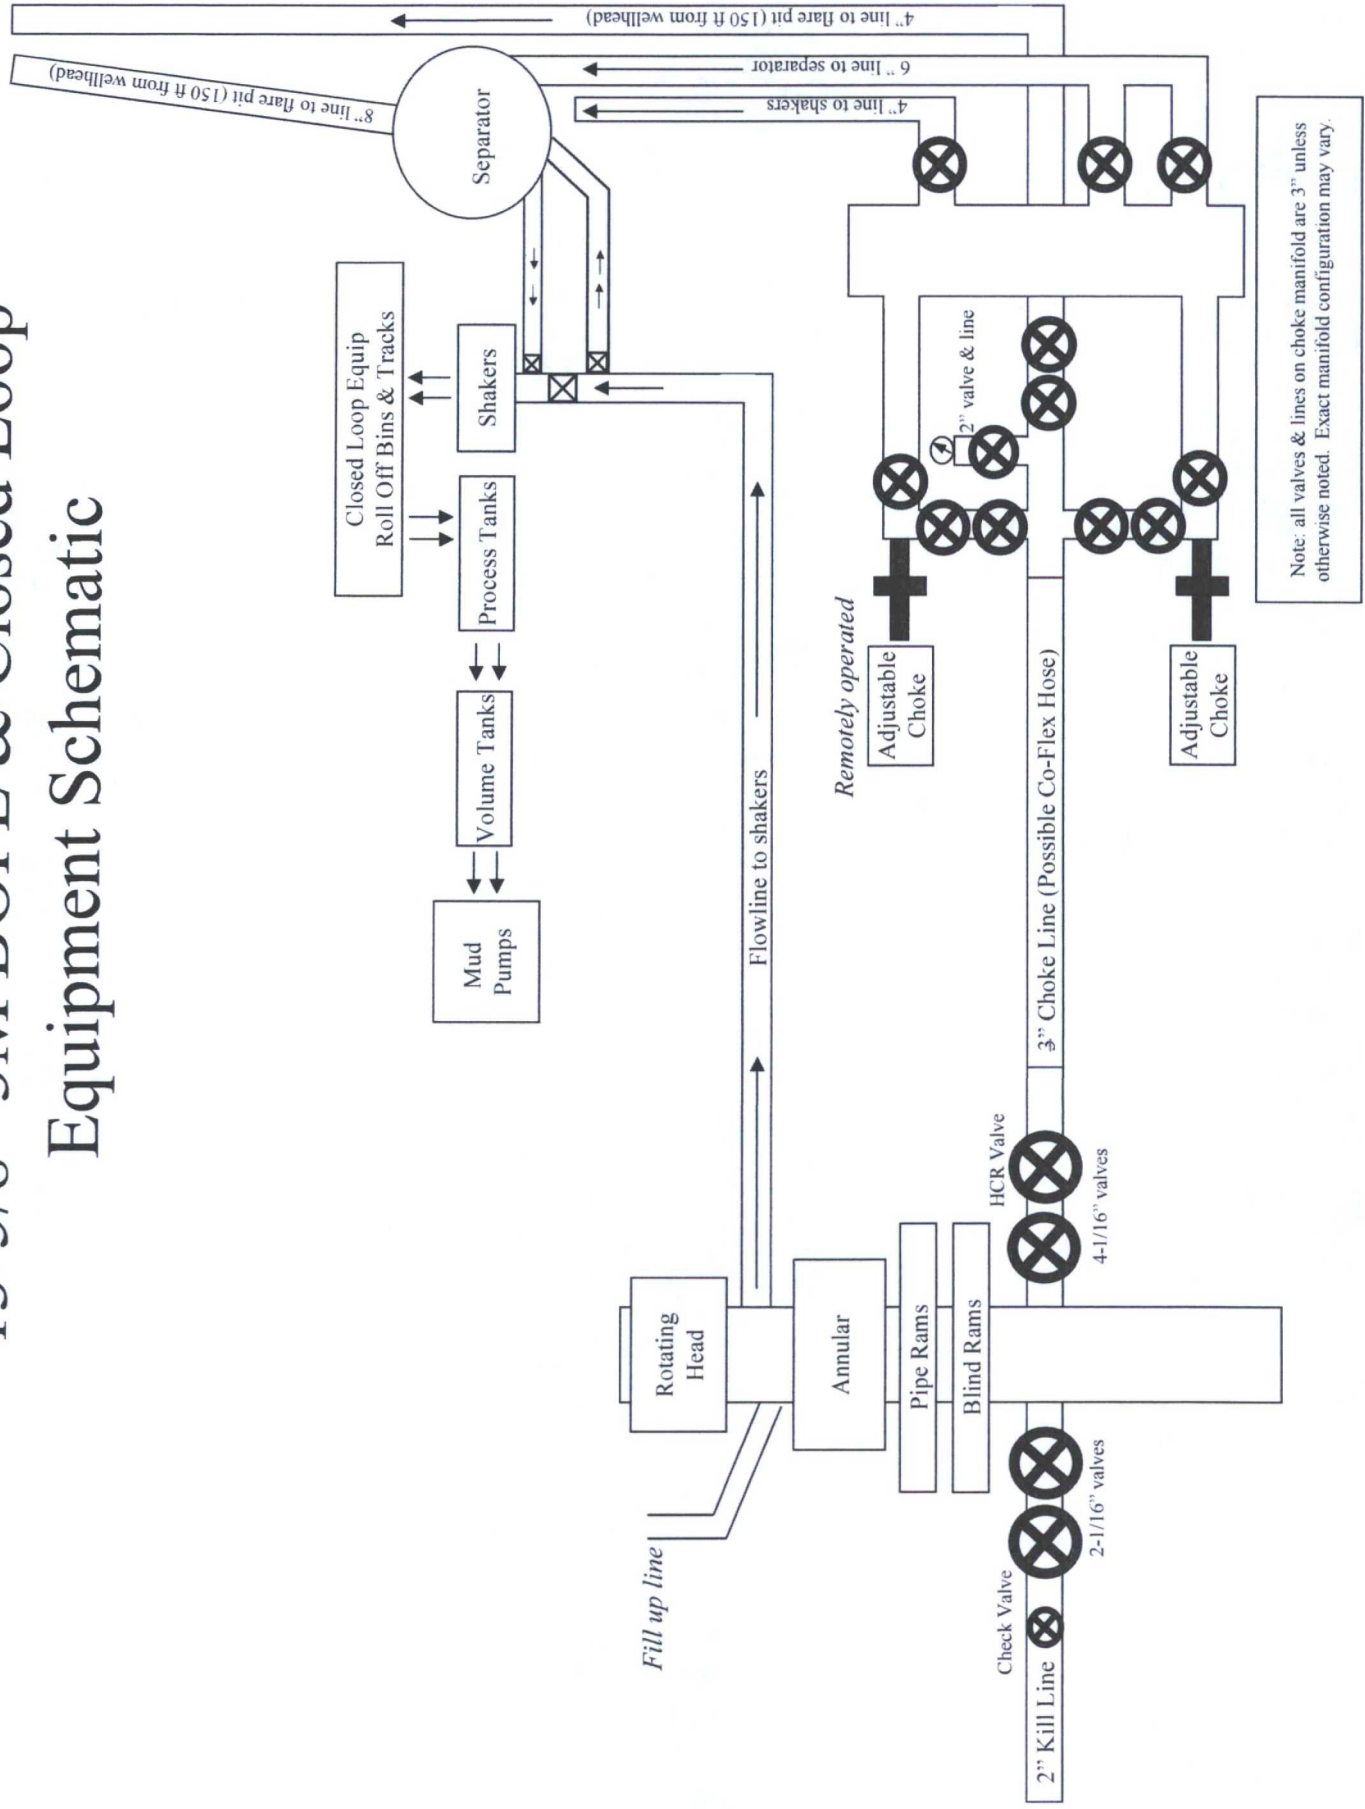 BOPE & Closed Loop
Equipment Schematic
4” line to flare pit (150 ft from wellhead)
8” line to flare pit (150 ft from wellhead)
Closed Loop Equip
Roll Off Bins & Tracks
Separator
Mud
Pumps
Volume Tanks
Process Tanks
Shakers
6” line to separator
4” line to shakers
Fill up line
Rotating
Head
Flowline to shakers
Annular
Pipe Rams
Blind Rams
Remotely operated
Adjustable
Choke
2” valve & line
Check Valve
HCR Valve
2” Kill Line
3” Choke Line (Possible Co-Flex Hose)
2-1/16” valves
4-1/16” valves
Adjustable
Choke
Note: all valves & lines on choke manifold are 3” unless
otherwise noted. Exact manifold configuration may vary.